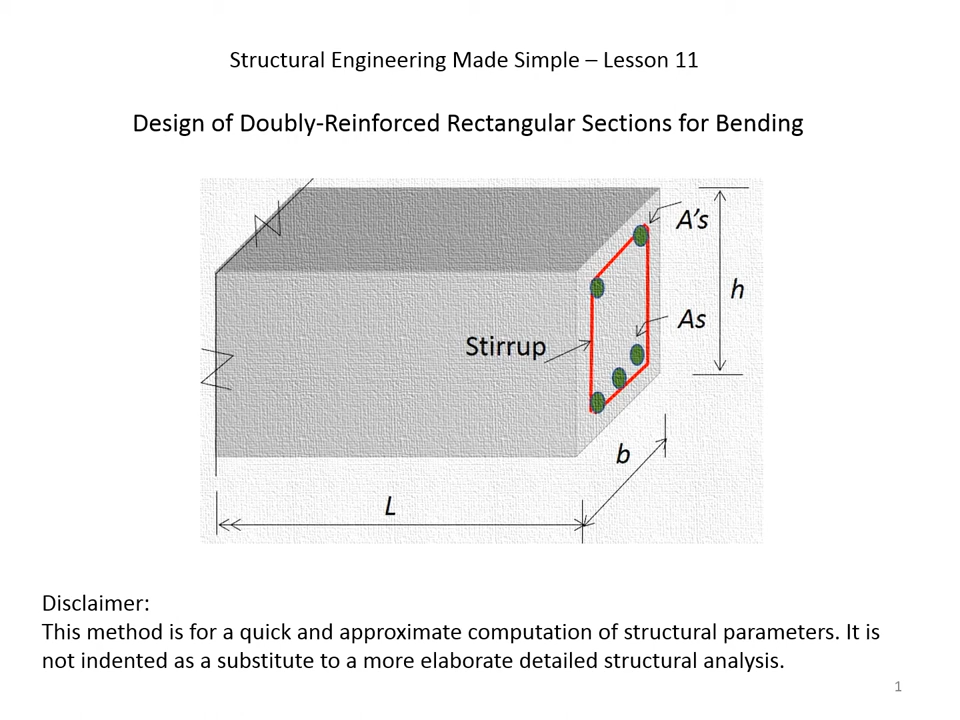 Structural Engineering Made Simple – Lesson 11
Design of Doubly-Reinforced Rectangular Sections for Bending
A's
h
As
Stirrup
b
L
Disclaimer:
This method is for a quick and approximate computation of structural parameters. It is
not indented as a substitute to a more elaborate detailed structural analysis.
1